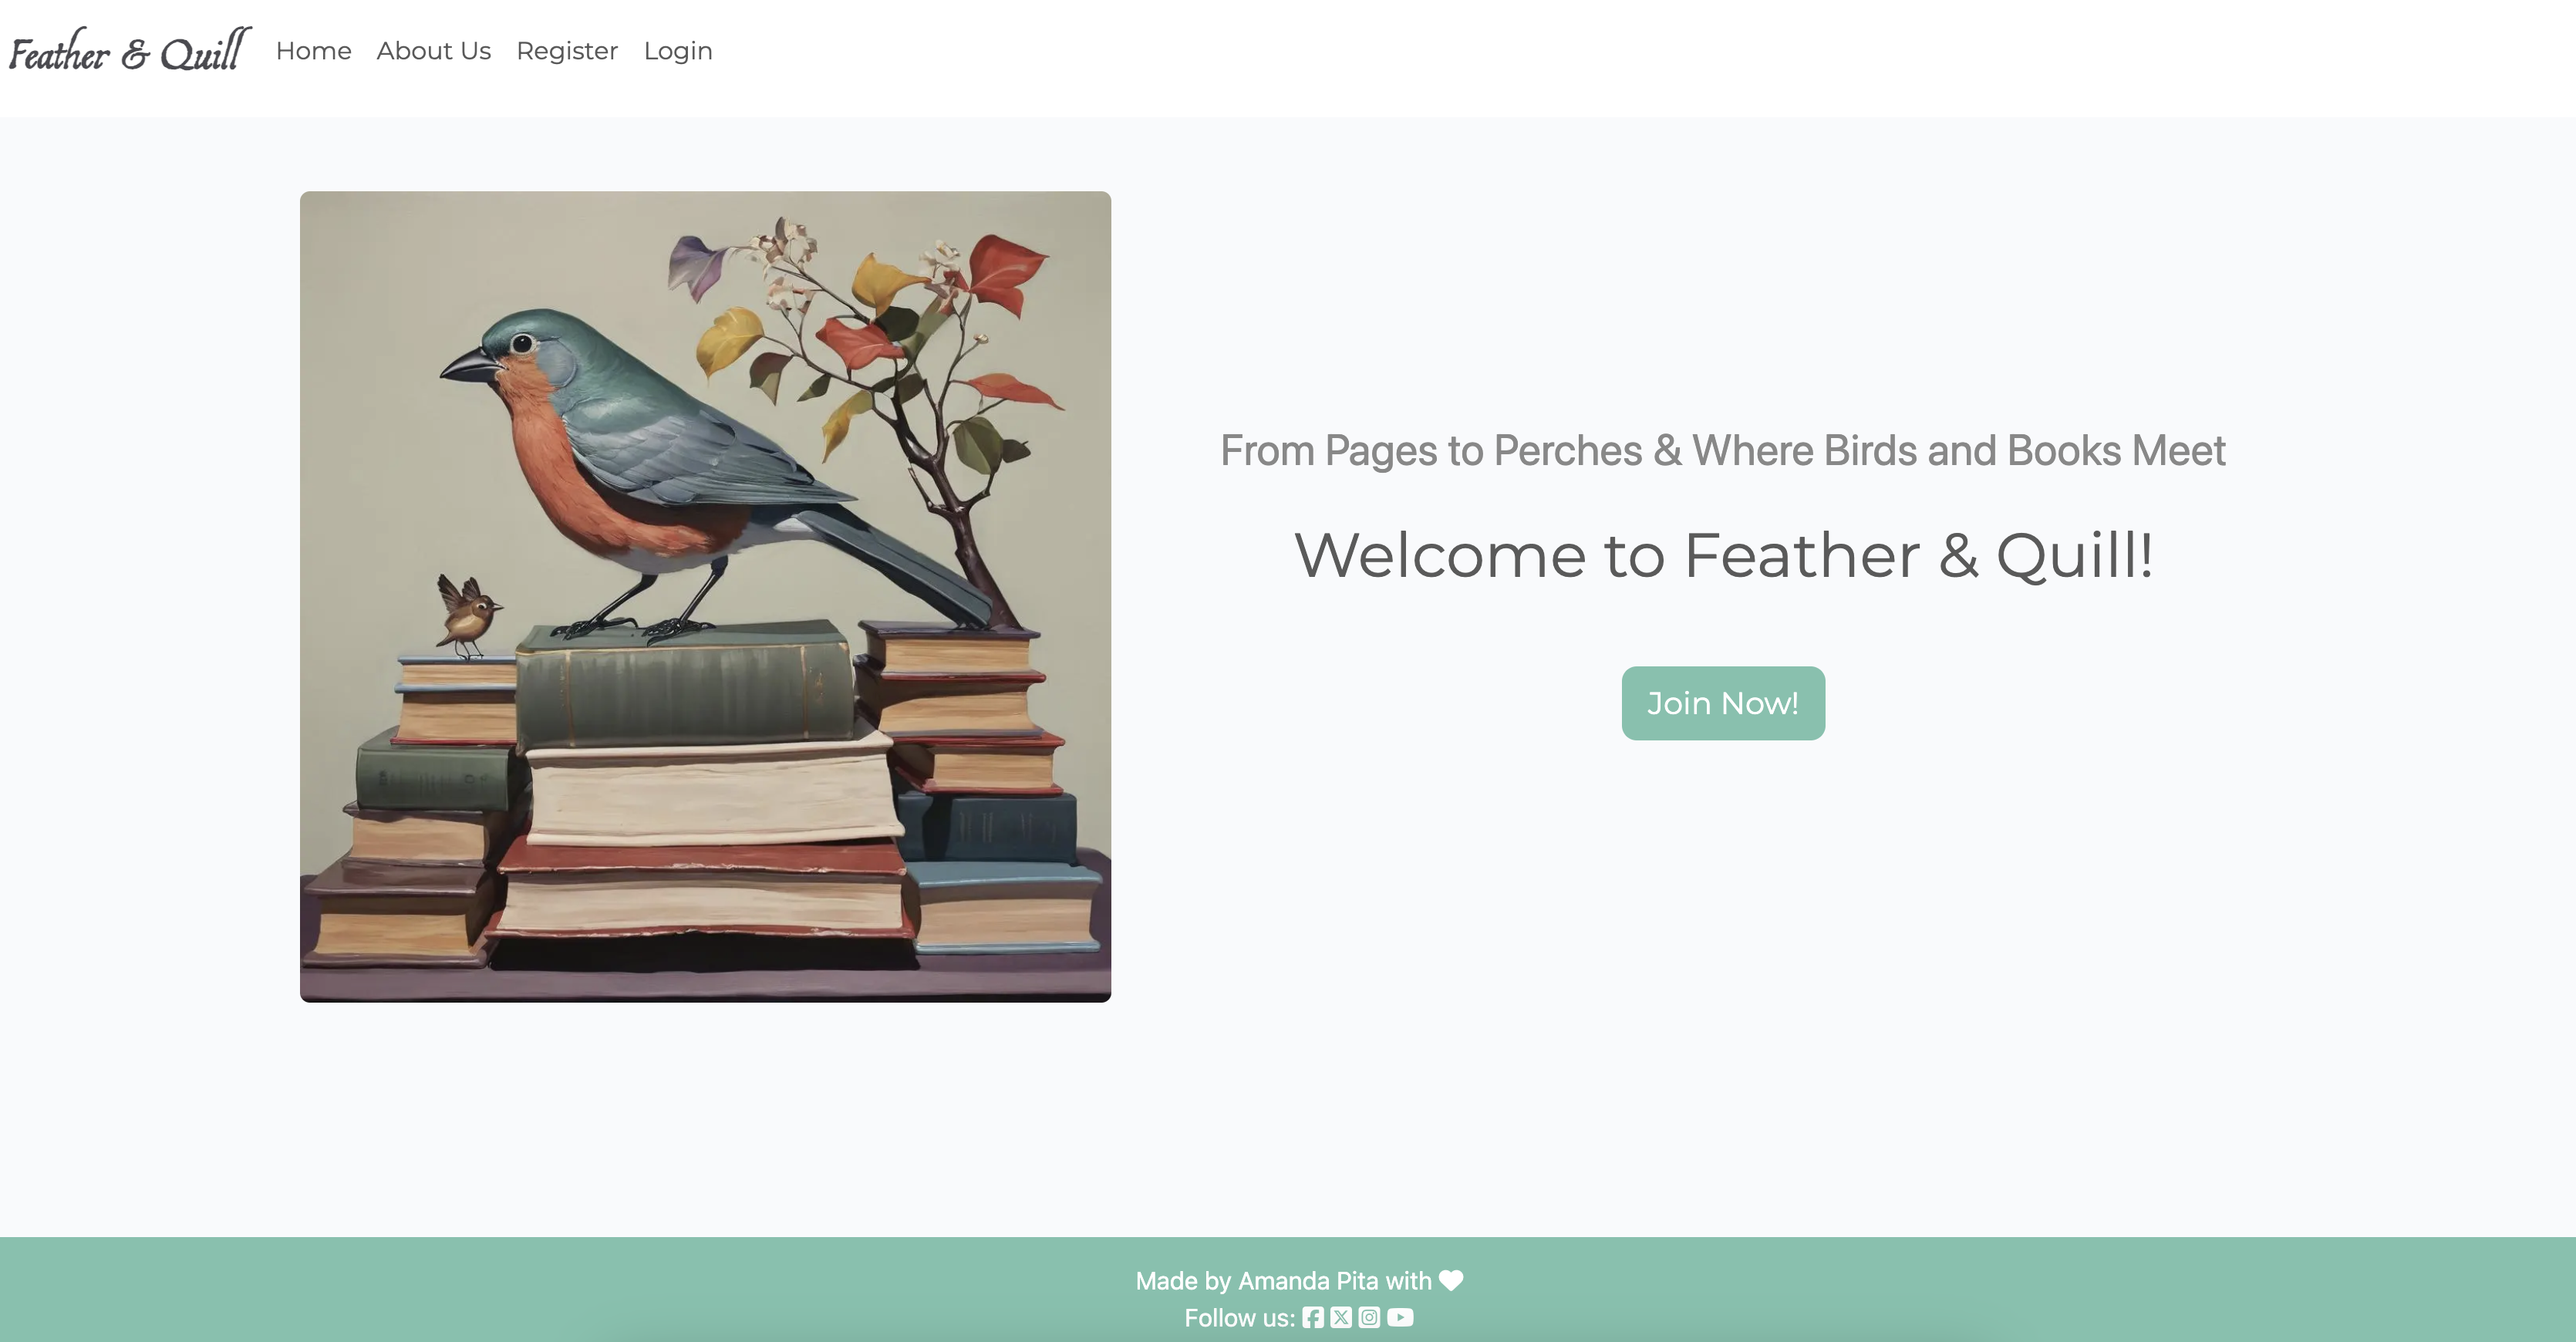 Feather & Quill Home About Us Register Login
From Pages to Perches & Where Birds and Books Meet
Welcome to Feather & Quill!
Join Now!
Made by Amanda Pita with
Follow us: